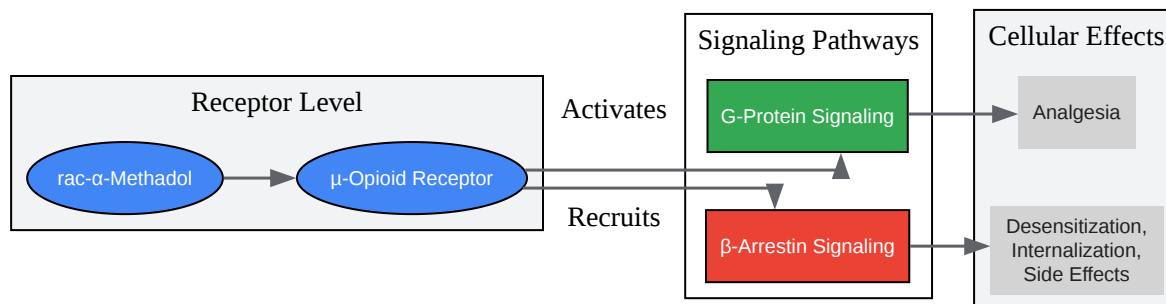 Receptor Level
rac-α-Methadol
μ-Opioid Receptor
Activates
Recruits
Signaling Pathways
G-Protein Signaling
β-Arrestin Signaling
Cellular Effects
Analgesia
Desensitization,
Internalization,
Side Effects